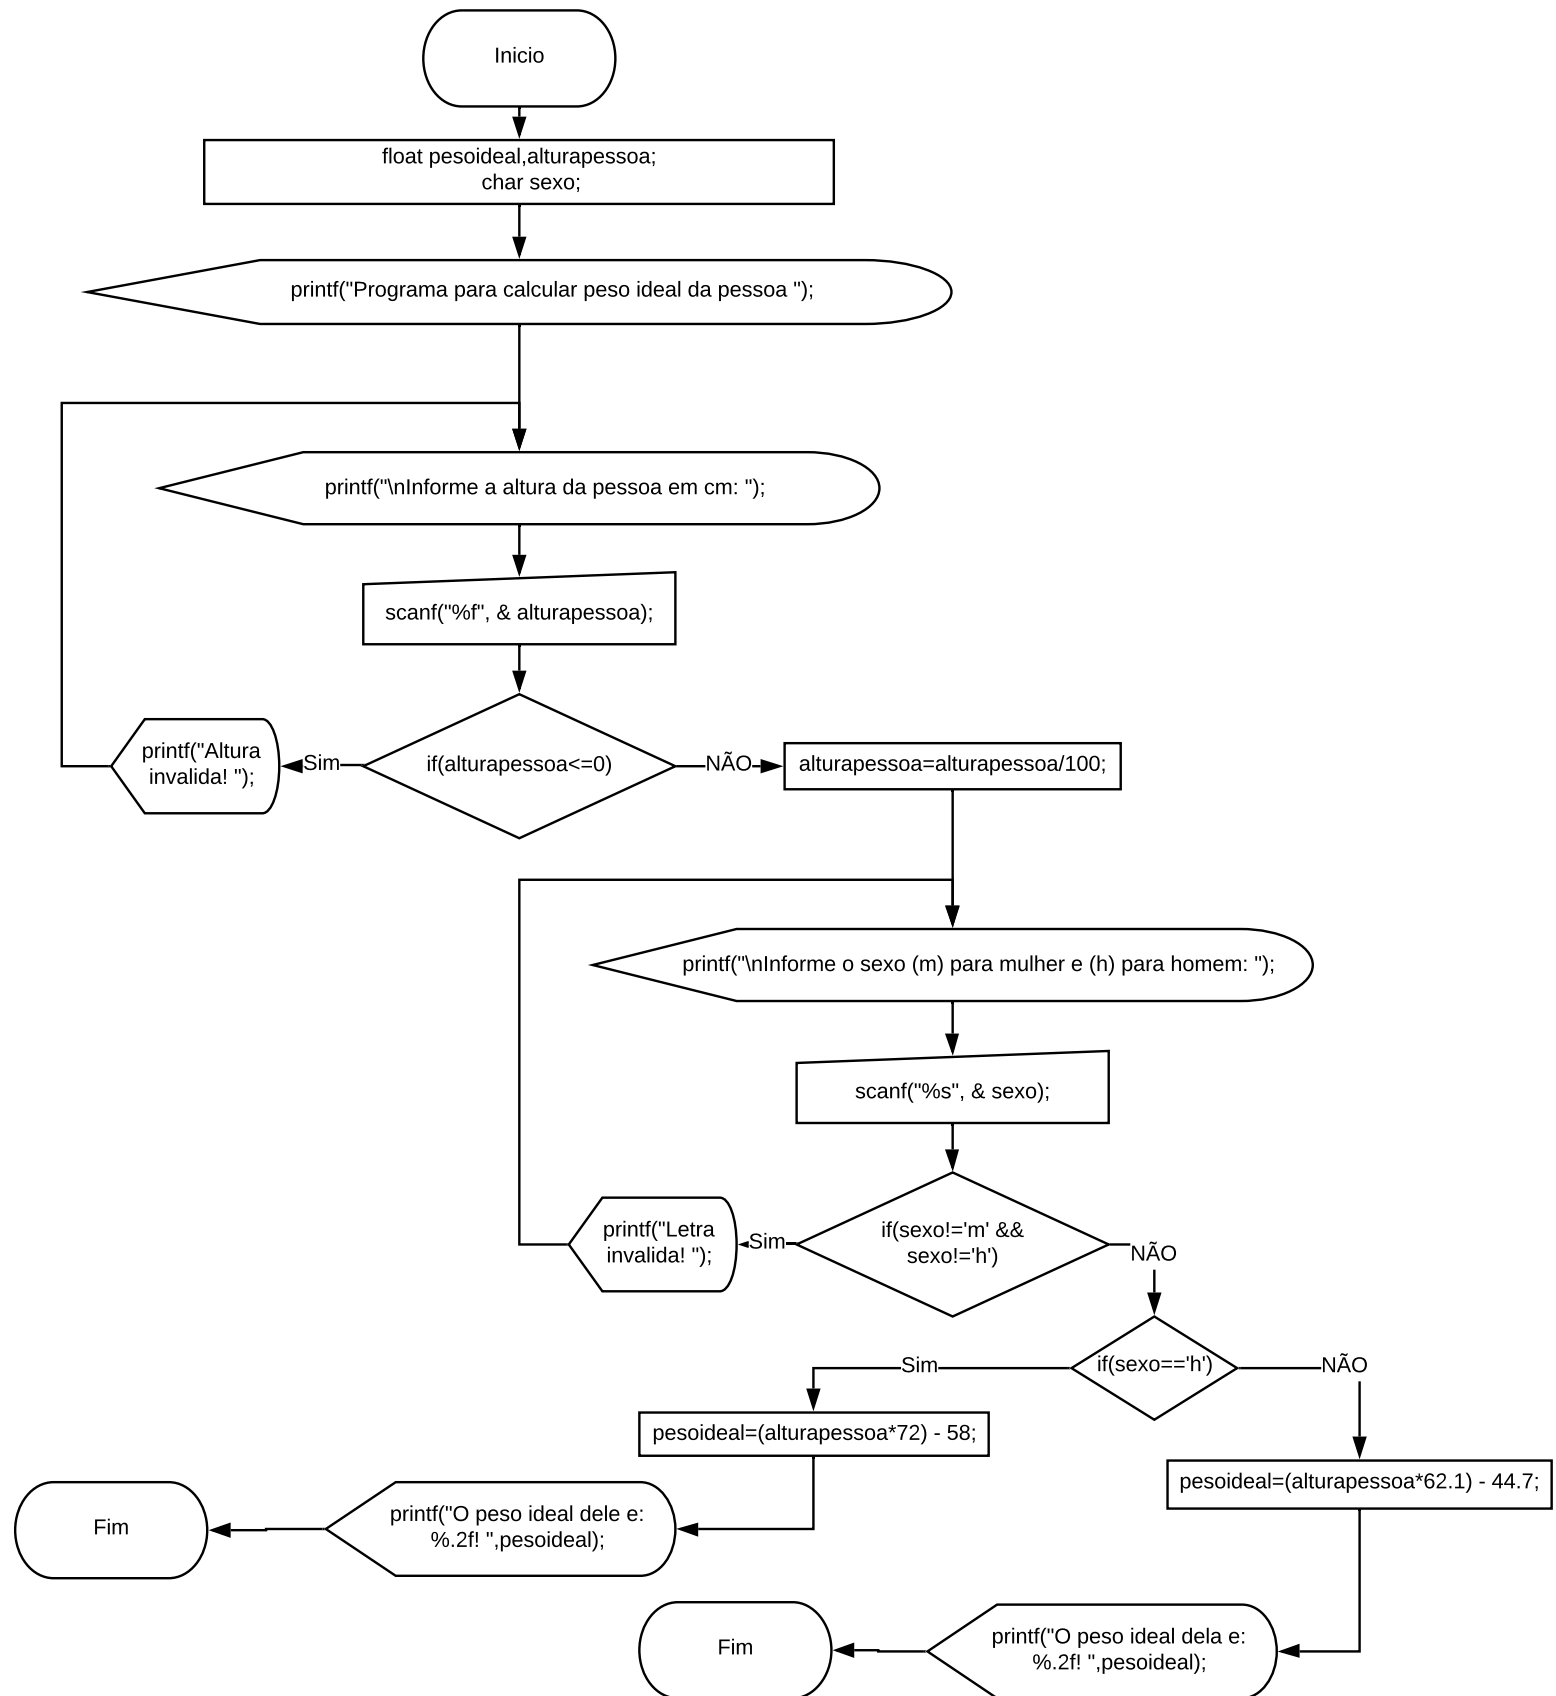 Inicio
float pesoideal,alturapessoa;
char sexo;
printf("Programa para calcular peso ideal da pessoa ");
printf("\nInforme a altura da pessoa em cm: ");
scanf("%f", & alturapessoa);
printf("Altura
invalida! ");
Sim
if(alturapessoa<=0)
NÃO
alturapessoa=alturapessoa/100;
printf("\nInforme o sexo (m) para mulher e (h) para homem: ");
scanf("%s", & sexo);
printf("Letra
invalida! ");
Sim
if(sexo!='m' &&
sexo!='h')
NÃO
if(sexo=='h')
Sim
NÃO
pesoideal=(alturapessoa*72) - 58;
pesoideal=(alturapessoa*62.1) - 44.7;
printf("O peso ideal dele e:
%.2f! ",pesoideal);
Fim
printf("O peso ideal dela e:
%.2f! ",pesoideal);
Fim